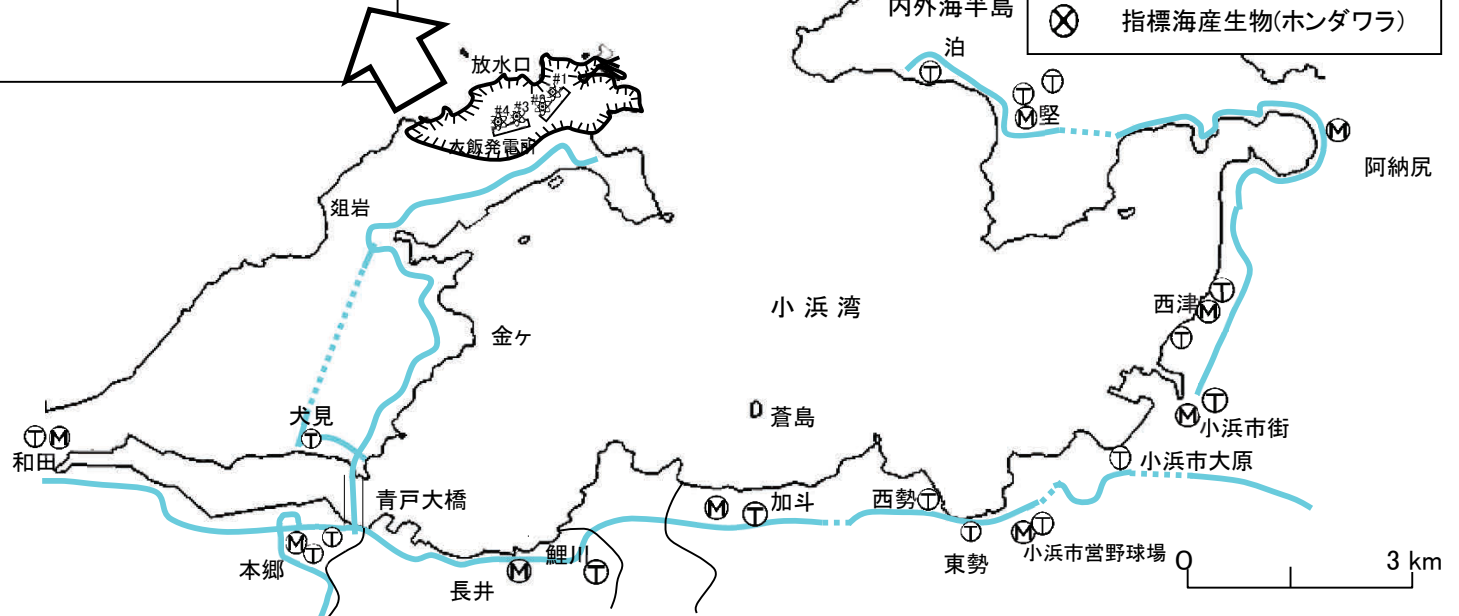 内外海半島
Ⓧ 指標海産生物(ホンダワラ)
泊
放水口
Ⓣ
Ⓣ Ⓣ
Ⓜ 堅
#1
#2
#3
#4
大飯発電所
Ⓜ
阿納尻
爼岩
小浜湾
西津
Ⓣ
Ⓜ
Ⓣ
金ヶ
蒼島
Ⓜ Ⓣ
小浜市街
犬見
Ⓣ
Ⓣ Ⓜ
和田
Ⓣ 小浜市大原
青戸大橋
Ⓜ Ⓣ 加斗
西勢 Ⓣ
Ⓜ Ⓣ Ⓣ
本郷
鯉川
Ⓣ
Ⓜ
長井
Ⓣ
東勢
Ⓜ Ⓣ
小浜市営野球場
0 3 km